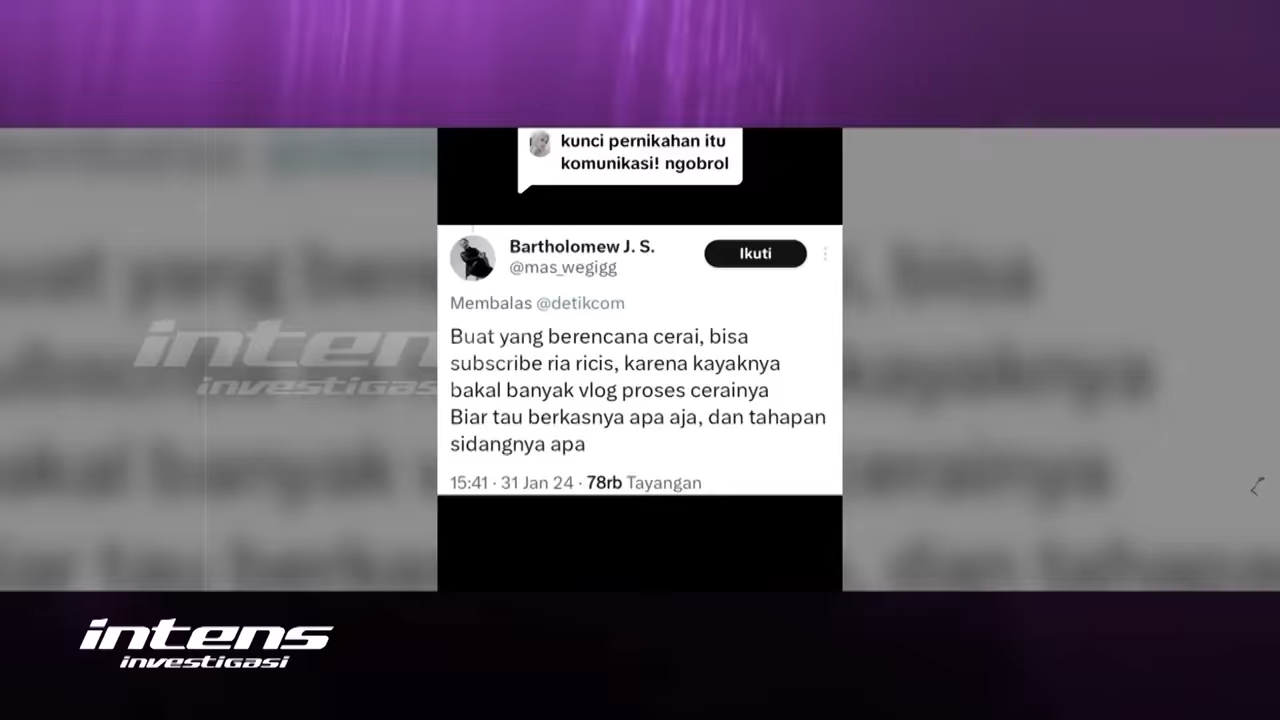 kunci pernikahan itu
komunikasi! ngobrol
Bartholomew J. S.
@mas_wegigg
Ikuti
Membalas @detikcom
Buat yang berencana cerai, bisa
subscribe ria ricis, karena kayaknya
bakal banyak vlog proses cerainya
Biar tau berkasnya apa aja, dan tahapan
sidangnya apa
15:41 · 31 Jan 24 · 78rb Tayangan
intens
investigasi
intens
investigasi